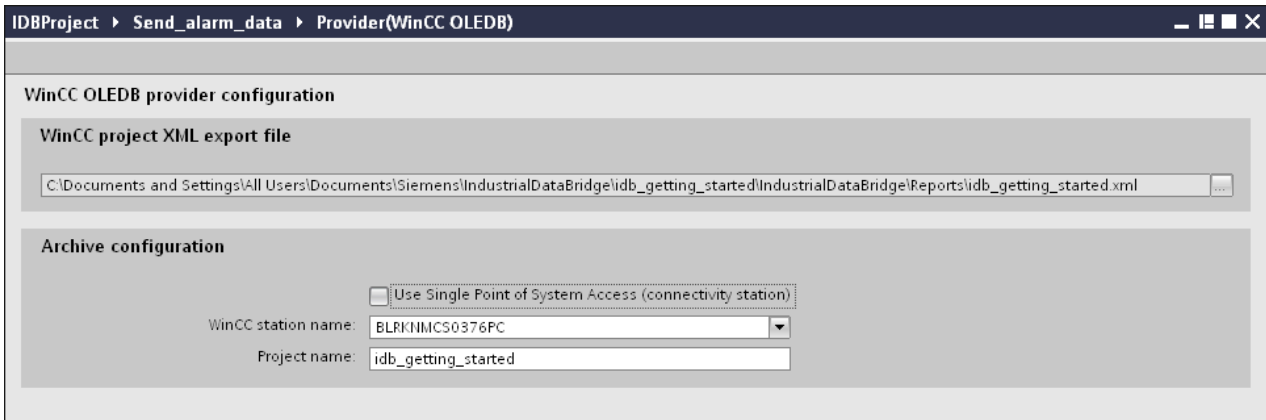 IDBProject ▸ Send_alarm_data ▸ Provider(WinCC OLEDB)
WinCC OLEDB provider configuration
WinCC project XML export file
C:\Documents and Settings\All Users\Documents\Siemens\IndustrialDataBridge\idb_getting_started\IndustrialDataBridge\Reports\idb_getting_started.xml ...
Archive configuration
Use Single Point of System Access (connectivity station)
WinCC station name: BLRKNMCS0376PC
Project name: idb_getting_started